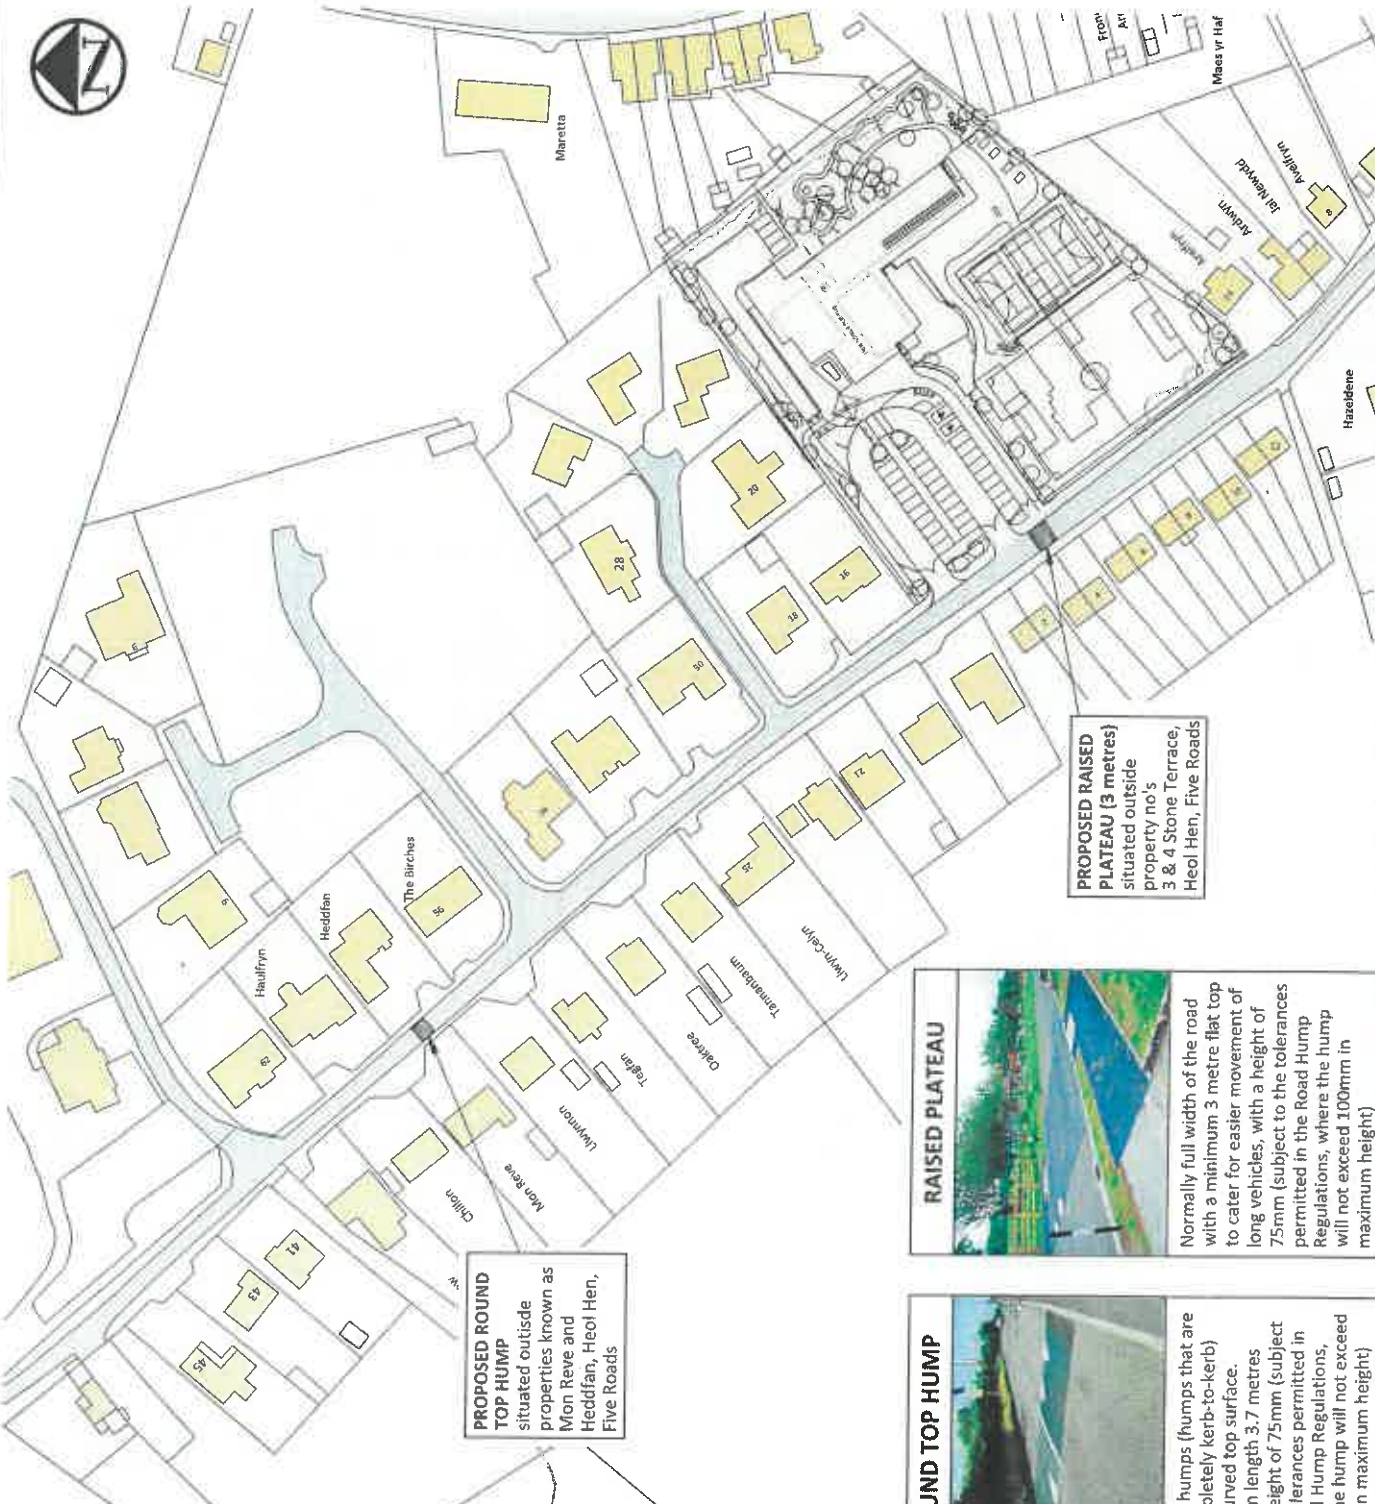 N
Maretta
Maes yr Haf
Awelfryn
Jai Newydd
Ardwyn
Hazeldene
28
20
18
16
50
21
25
Llwyn-Celyn
Tannanbaum
Oaktree
Tegfan
Llwynnon
Mon Reve
Chillon
The Birches
56
Heddfan
Haulfryn
41
43
45
PROPOSED RAISED
PLATEAU (3 metres)
situated outside
property no's
3 & 4 Stone Terrace,
Heol Hen, Five Roads
PROPOSED ROUND
TOP HUMP
situated outisde
properties known as
Mon Reve and
Heddfan, Heol Hen,
Five Roads
RAISED PLATEAU
Normally full width of the road
with a minimum 3 metre flat top
to cater for easier movement of
long vehicles, with a height of
75mm (subject to the tolerances
permitted in the Road Hump
Regulations, where the hump
will not exceed 100mm in
maximum height)
UND TOP HUMP
humps (humps that are
pletely kerb-to-kerb)
urved top surface.
n length 3.7 metres
eight of 75mm (subject
lerances permitted in
Hump Regulations,
e hump will not exceed
n maximum height)